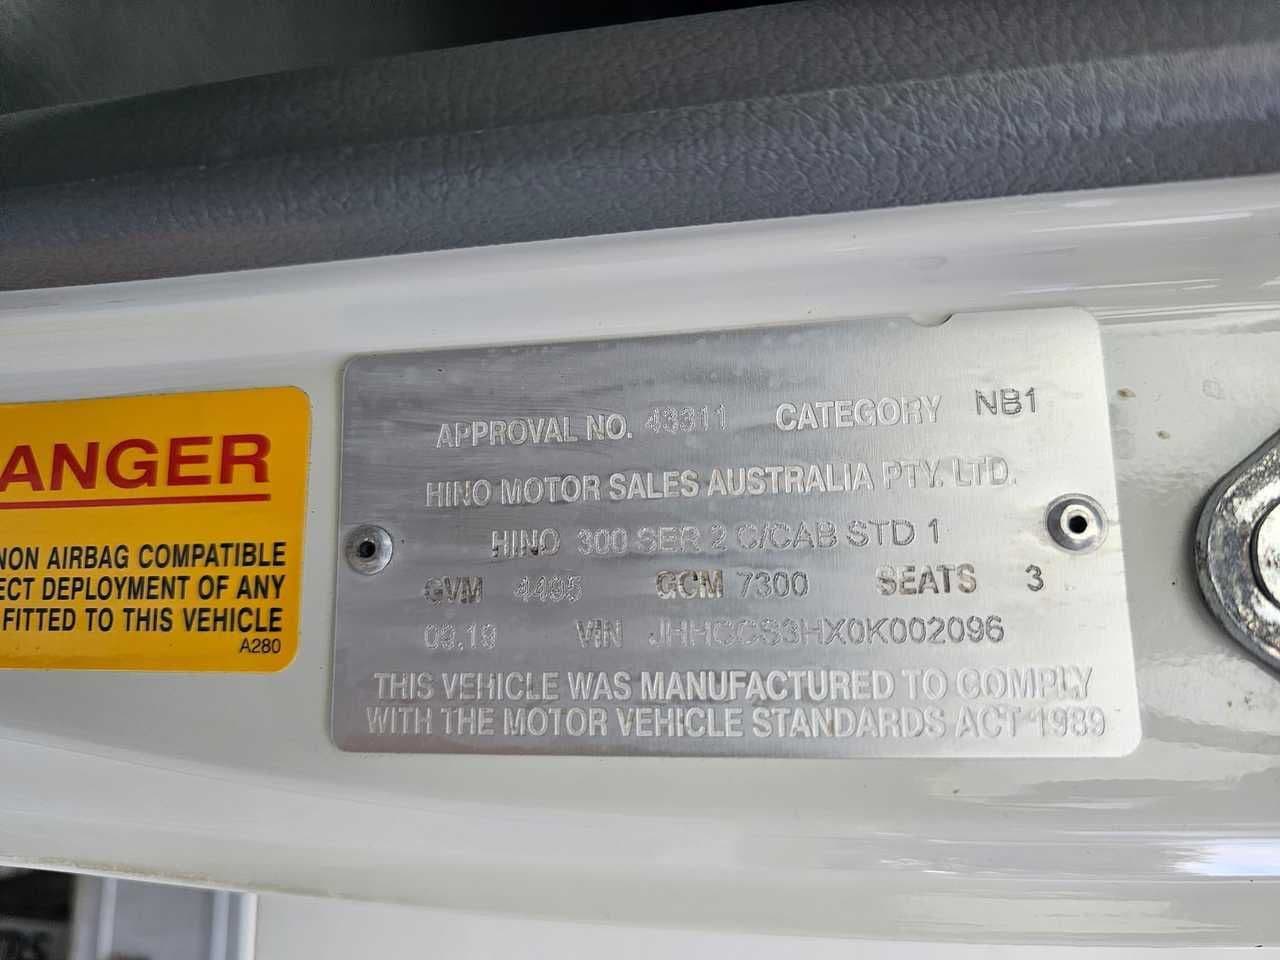 ANGER
NON AIRBAG COMPATIBLE
ECT DEPLOYMENT OF ANY
FITTED TO THIS VEHICLE
A280
APPROVAL NO. 43311 CATEGORY NB1
HINO MOTOR SALES AUSTRALIA PTY. LTD.
HINO 300 SER 2 C/CAB STD 1
GVM 4495 GCM 7300 SEATS 3
09.19 VIN JHHGCS3HX0K002096
THIS VEHICLE WAS MANUFACTURED TO COMPLY
WITH THE MOTOR VEHICLE STANDARDS ACT 1989